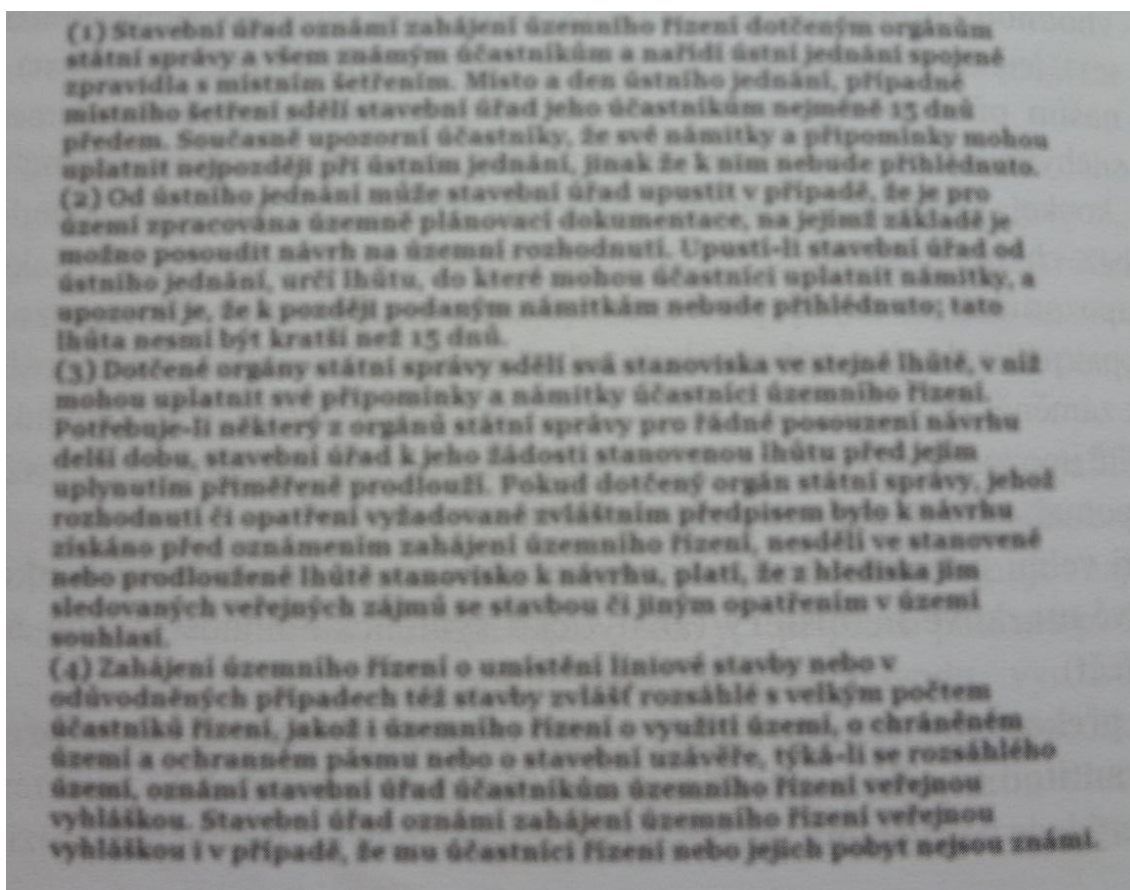 (1) Stavební úřad oznámí zahájení územního řízení dotčeným orgánům
státní správy a všem známým účastníkům a nařídí ústní jednání spojené
zpravidla s místním šetřením. Místo a den ústního jednání, případně
místního šetření sdělí stavební úřad jeho účastníkům nejméně 15 dnů
předem. Současně upozorní účastníky, že své námitky a připomínky mohou
uplatnit nejpozději při ústním jednání, jinak že k nim nebude přihlédnuto.
(2) Od ústního jednání může stavební úřad upustit v případě, že je pro
území zpracována územně plánovací dokumentace, na jejímž základě je
možno posoudit návrh na územní rozhodnutí. Upustí-li stavební úřad od
ústního jednání, určí lhůtu, do které mohou účastníci uplatnit námitky, a
upozorní je, že k později podaným námitkám nebude přihlédnuto; tato
lhůta nesmí být kratší než 15 dnů.
(3) Dotčené orgány státní správy sdělí svá stanoviska ve stejné lhůtě, v níž
mohou uplatnit své připomínky a námitky účastníci územního řízení.
Potřebuje-li některý z orgánů státní správy pro řádné posouzení návrhu
delší dobu, stavební úřad k jeho žádosti stanovenou lhůtu před jejím
uplynutím přiměřeně prodlouží. Pokud dotčený orgán státní správy, jehož
rozhodnutí či opatření vyžadované zvláštním předpisem bylo k návrhu
získáno před oznámením zahájení územního řízení, nesdělí ve stanovené
nebo prodloužené lhůtě stanovisko k návrhu, platí, že z hlediska jím
sledovaných veřejných zájmů se stavbou či jiným opatřením v území
souhlasí.
(4) Zahájení územního řízení o umístění liniové stavby nebo v
odůvodněných případech též stavby zvlášť rozsáhlé s velkým počtem
účastníků řízení, jakož i územního řízení o využití území, o chráněném
území a ochranném pásmu nebo o stavební uzávěře, týká-li se rozsáhlého
území, oznámí stavební úřad účastníkům územního řízení veřejnou
vyhláškou. Stavební úřad oznámí zahájení územního řízení veřejnou
vyhláškou i v případě, že mu účastníci řízení nebo jejich pobyt nejsou známi.